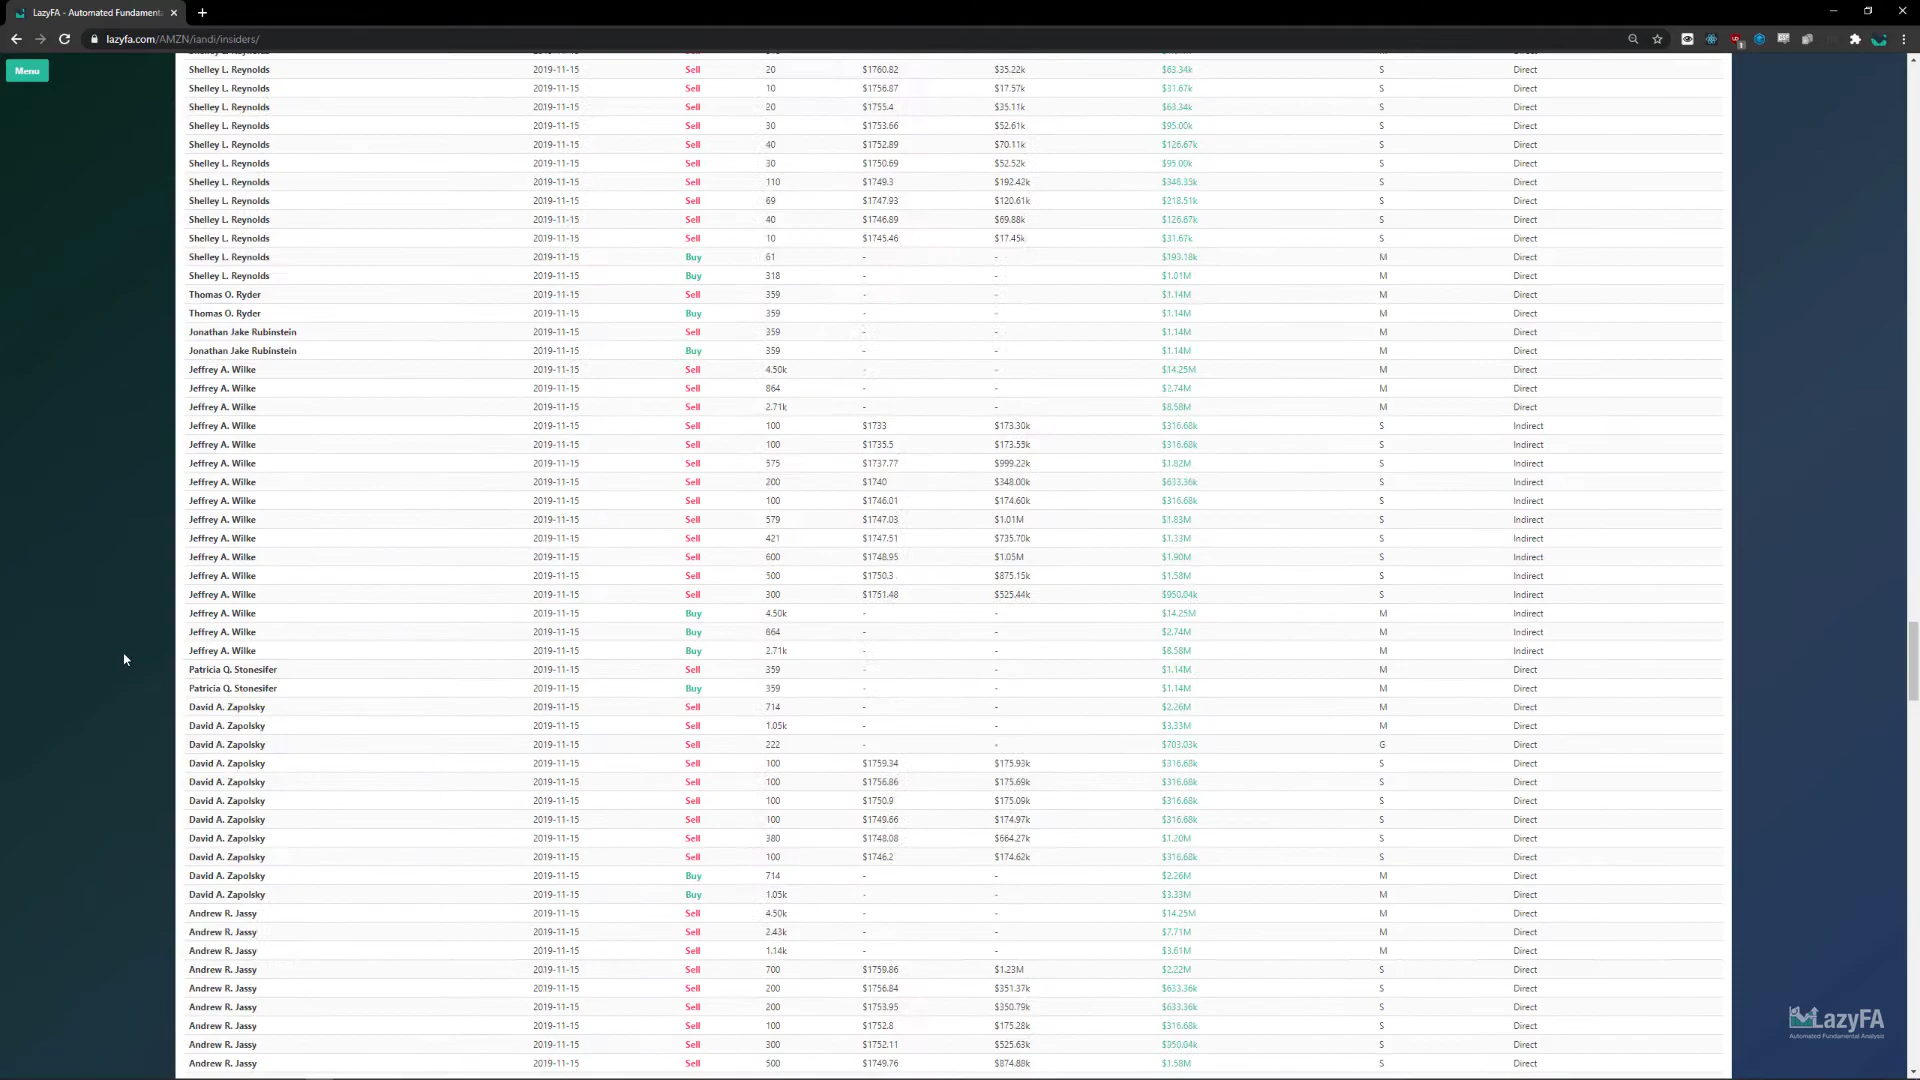 LazyFA - Automated Fundamenta
lazyfa.com/AMZN/iandi/insiders/
Menu
Shelley L. Reynolds 2019-11-15 Sell 20 $1760.82 $35.22k $63.34k S Direct
Shelley L. Reynolds 2019-11-15 Sell 10 $1756.87 $17.57k $31.67k S Direct
Shelley L. Reynolds 2019-11-15 Sell 20 $1755.4 $35.11k $63.34k S Direct
Shelley L. Reynolds 2019-11-15 Sell 30 $1753.66 $52.61k $95.00k S Direct
Shelley L. Reynolds 2019-11-15 Sell 40 $1752.89 $70.11k $126.67k S Direct
Shelley L. Reynolds 2019-11-15 Sell 30 $1750.69 $52.52k $95.00k S Direct
Shelley L. Reynolds 2019-11-15 Sell 110 $1749.3 $192.42k $348.35k S Direct
Shelley L. Reynolds 2019-11-15 Sell 69 $1747.93 $120.61k $218.51k S Direct
Shelley L. Reynolds 2019-11-15 Sell 40 $1746.89 $69.88k $126.67k S Direct
Shelley L. Reynolds 2019-11-15 Sell 10 $1745.46 $17.45k $31.67k S Direct
Shelley L. Reynolds 2019-11-15 Buy 61 - - $193.18k M Direct
Shelley L. Reynolds 2019-11-15 Buy 318 - - $1.01M M Direct
Thomas O. Ryder 2019-11-15 Sell 359 - - $1.14M M Direct
Thomas O. Ryder 2019-11-15 Buy 359 - - $1.14M M Direct
Jonathan Jake Rubinstein 2019-11-15 Sell 359 - - $1.14M M Direct
Jonathan Jake Rubinstein 2019-11-15 Buy 359 - - $1.14M M Direct
Jeffrey A. Wilke 2019-11-15 Sell 4.50k - - $14.25M M Direct
Jeffrey A. Wilke 2019-11-15 Sell 864 - - $2.74M M Direct
Jeffrey A. Wilke 2019-11-15 Sell 2.71k - - $8.58M M Direct
Jeffrey A. Wilke 2019-11-15 Sell 100 $1733 $173.30k $316.68k S Indirect
Jeffrey A. Wilke 2019-11-15 Sell 100 $1735.5 $173.55k $316.68k S Indirect
Jeffrey A. Wilke 2019-11-15 Sell 575 $1737.77 $999.22k $1.82M S Indirect
Jeffrey A. Wilke 2019-11-15 Sell 200 $1740 $348.00k $633.36k S Indirect
Jeffrey A. Wilke 2019-11-15 Sell 100 $1746.01 $174.60k $316.68k S Indirect
Jeffrey A. Wilke 2019-11-15 Sell 579 $1747.03 $1.01M $1.83M S Indirect
Jeffrey A. Wilke 2019-11-15 Sell 421 $1747.51 $735.70k $1.33M S Indirect
Jeffrey A. Wilke 2019-11-15 Sell 600 $1748.95 $1.05M $1.90M S Indirect
Jeffrey A. Wilke 2019-11-15 Sell 500 $1750.3 $875.15k $1.58M S Indirect
Jeffrey A. Wilke 2019-11-15 Sell 300 $1751.48 $525.44k $950.04k S Indirect
Jeffrey A. Wilke 2019-11-15 Buy 4.50k - - $14.25M M Indirect
Jeffrey A. Wilke 2019-11-15 Buy 864 - - $2.74M M Indirect
Jeffrey A. Wilke 2019-11-15 Buy 2.71k - - $8.58M M Indirect
Patricia Q. Stonesifer 2019-11-15 Sell 359 - - $1.14M M Direct
Patricia Q. Stonesifer 2019-11-15 Buy 359 - - $1.14M M Direct
David A. Zapolsky 2019-11-15 Sell 714 - - $2.26M M Direct
David A. Zapolsky 2019-11-15 Sell 1.05k - - $3.33M M Direct
David A. Zapolsky 2019-11-15 Sell 222 - - $703.03k G Direct
David A. Zapolsky 2019-11-15 Sell 100 $1759.34 $175.93k $316.68k S Direct
David A. Zapolsky 2019-11-15 Sell 100 $1756.86 $175.69k $316.68k S Direct
David A. Zapolsky 2019-11-15 Sell 100 $1750.9 $175.09k $316.68k S Direct
David A. Zapolsky 2019-11-15 Sell 100 $1749.66 $174.97k $316.68k S Direct
David A. Zapolsky 2019-11-15 Sell 380 $1748.08 $664.27k $1.20M S Direct
David A. Zapolsky 2019-11-15 Sell 100 $1746.2 $174.62k $316.68k S Direct
David A. Zapolsky 2019-11-15 Buy 714 - - $2.26M M Direct
David A. Zapolsky 2019-11-15 Buy 1.05k - - $3.33M M Direct
Andrew R. Jassy 2019-11-15 Sell 4.50k - - $14.25M M Direct
Andrew R. Jassy 2019-11-15 Sell 2.43k - - $7.71M M Direct
Andrew R. Jassy 2019-11-15 Sell 1.14k - - $3.61M M Direct
Andrew R. Jassy 2019-11-15 Sell 700 $1759.86 $1.23M $2.22M S Direct
Andrew R. Jassy 2019-11-15 Sell 200 $1756.84 $351.37k $633.36k S Direct
Andrew R. Jassy 2019-11-15 Sell 200 $1753.95 $350.79k $633.36k S Direct
Andrew R. Jassy 2019-11-15 Sell 100 $1752.8 $175.28k $316.68k S Direct
Andrew R. Jassy 2019-11-15 Sell 300 $1752.11 $525.63k $950.04k S Direct
Andrew R. Jassy 2019-11-15 Sell 500 $1749.76 $874.88k $1.58M S Direct
LazyFA
Automated Fundamental Analysis